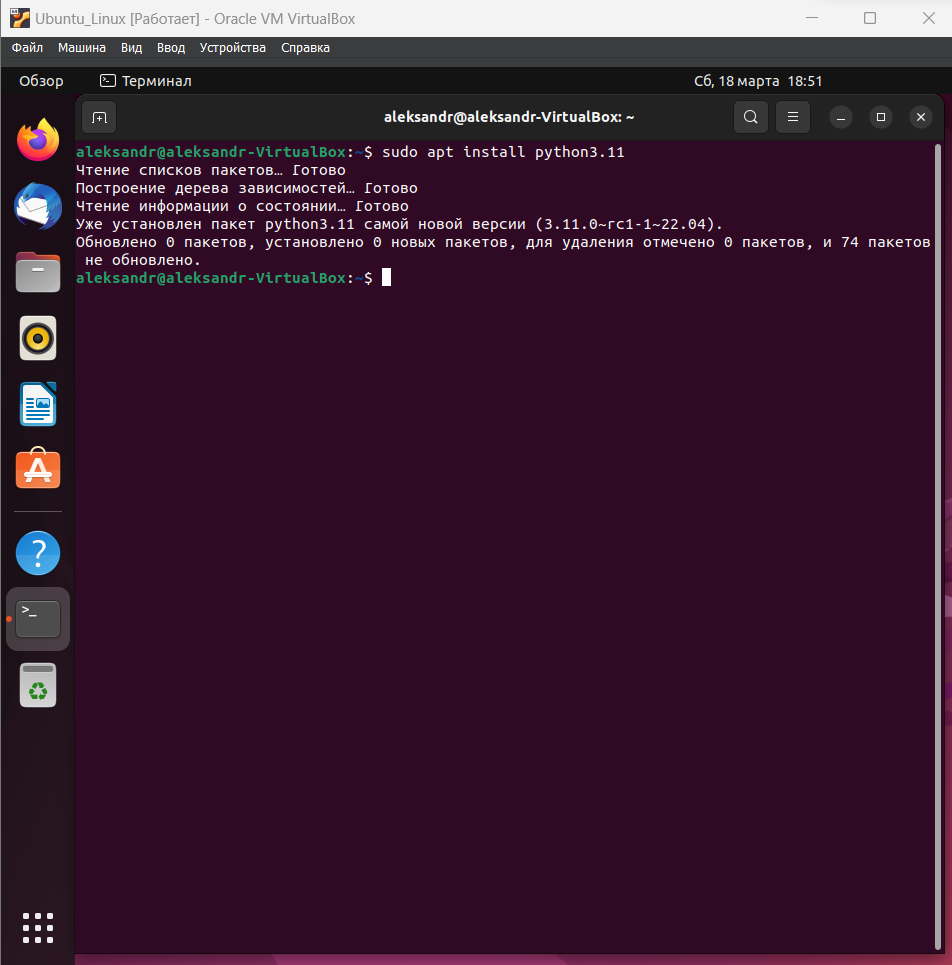 Ubuntu_Linux [Работает] - Oracle VM VirtualBox
Файл Машина Вид Ввод Устройства Справка
Обзор Терминал Сб, 18 марта 18:51
aleksandr@aleksandr-VirtualBox: ~
aleksandr@aleksandr-VirtualBox:~$ sudo apt install python3.11
Чтение списков пакетов… Готово
Построение дерева зависимостей… Готово
Чтение информации о состоянии… Готово
Уже установлен пакет python3.11 самой новой версии (3.11.0~rc1-1~22.04).
Обновлено 0 пакетов, установлено 0 новых пакетов, для удаления отмечено 0 пакетов, и 74 пакетов
не обновлено.
aleksandr@aleksandr-VirtualBox:~$